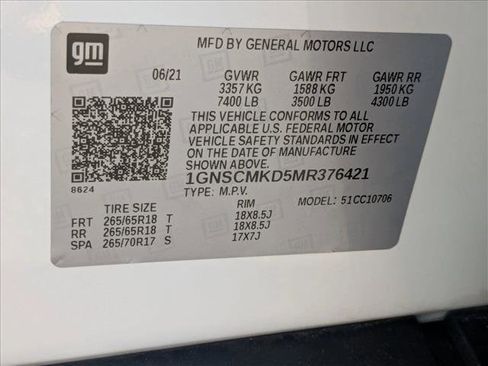 gm
MFD BY GENERAL MOTORS LLC
06/21 GVWR GAWR FRT GAWR RR
3357 KG 1588 KG 1950 KG
7400 LB 3500 LB 4300 LB
THIS VEHICLE CONFORMS TO ALL
APPLICABLE U.S. FEDERAL MOTOR
VEHICLE SAFETY STANDARDS IN EFFECT
ON THE DATE OF MANUFACTURE
SHOWN ABOVE.
8624
1GNSCMKD5MR376421
TYPE: M.P.V. MODEL: 51CC10706
TIRE SIZE RIM
FRT 265/65R18 T 18X8.5J
RR 265/65R18 T 18X8.5J
SPA 265/70R17 S 17X7J